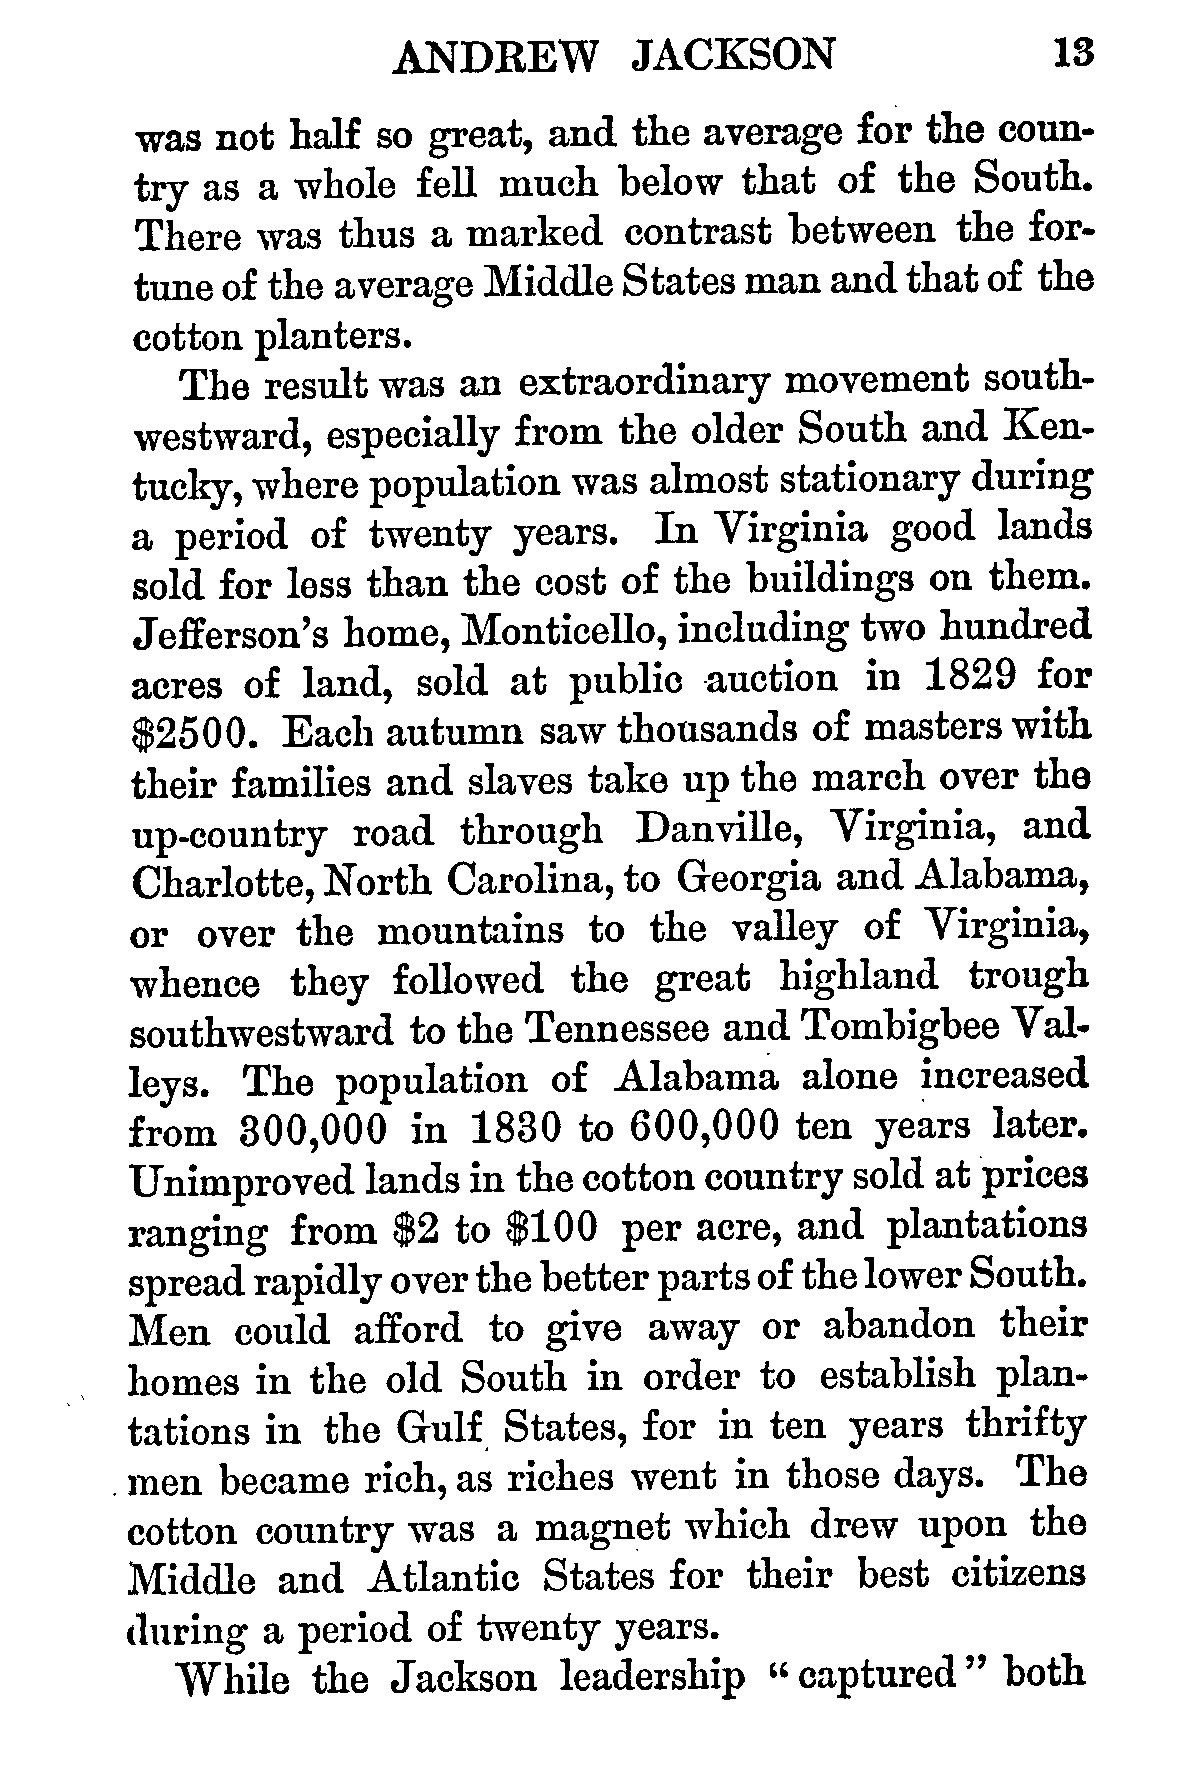 ANDREW JACKSON 13
was not half so great, and the average for the coun-
try as a whole fell much below that of the South.
There was thus a marked contrast between the for-
tune of the average Middle States man and that of the
cotton planters.
The result was an extraordinary movement south-
westward, especially from the older South and Ken-
tucky, where population was almost stationary during
a period of twenty years. In Virginia good lands
sold for less than the cost of the buildings on them.
Jefferson's home, Monticello, including two hundred
acres of land, sold at public auction in 1829 for
$2500. Each autumn saw thousands of masters with
their families and slaves take up the march over the
up-country road through Danville, Virginia, and
Charlotte, North Carolina, to Georgia and Alabama,
or over the mountains to the valley of Virginia,
whence they followed the great highland trough
southwestward to the Tennessee and Tombigbee Val-
leys. The population of Alabama alone increased
from 300,000 in 1830 to 600,000 ten years later.
Unimproved lands in the cotton country sold at prices
ranging from $2 to $100 per acre, and plantations
spread rapidly over the better parts of the lower South.
Men could afford to give away or abandon their
homes in the old South in order to establish plan-
tations in the Gulf States, for in ten years thrifty
men became rich, as riches went in those days. The
cotton country was a magnet which drew upon the
Middle and Atlantic States for their best citizens
during a period of twenty years.
While the Jackson leadership "captured" both